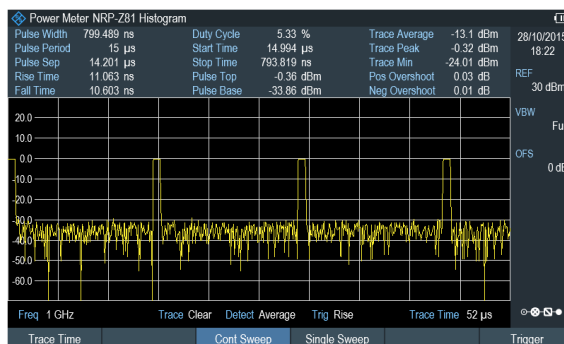 Power Meter NRP-Z81 Histogram
Pulse Width 799.489 ns Duty Cycle 5.33 % Trace Average -13.1 dBm 28/10/2015
Pulse Period 15 µs Start Time 14.994 µs Trace Peak -0.32 dBm 18:22
Pulse Sep 14.201 µs Stop Time 793.819 ns Trace Min -24.01 dBm
Rise Time 11.063 ns Pulse Top -0.36 dBm Pos Overshoot 0.03 dB REF
Fall Time 10.603 ns Pulse Base -33.86 dBm Neg Overshoot 0.01 dB 30 dBm
VBW
20.0 Fu
10.0
0.0 OFS
-10.0 0 dB
-20.0
-30.0
-40.0
-50.0
-60.0
Freq 1 GHz Trace Clear Detect Average Trig Rise Trace Time 52 µs
Trace Time Cont Sweep Single Sweep Trigger